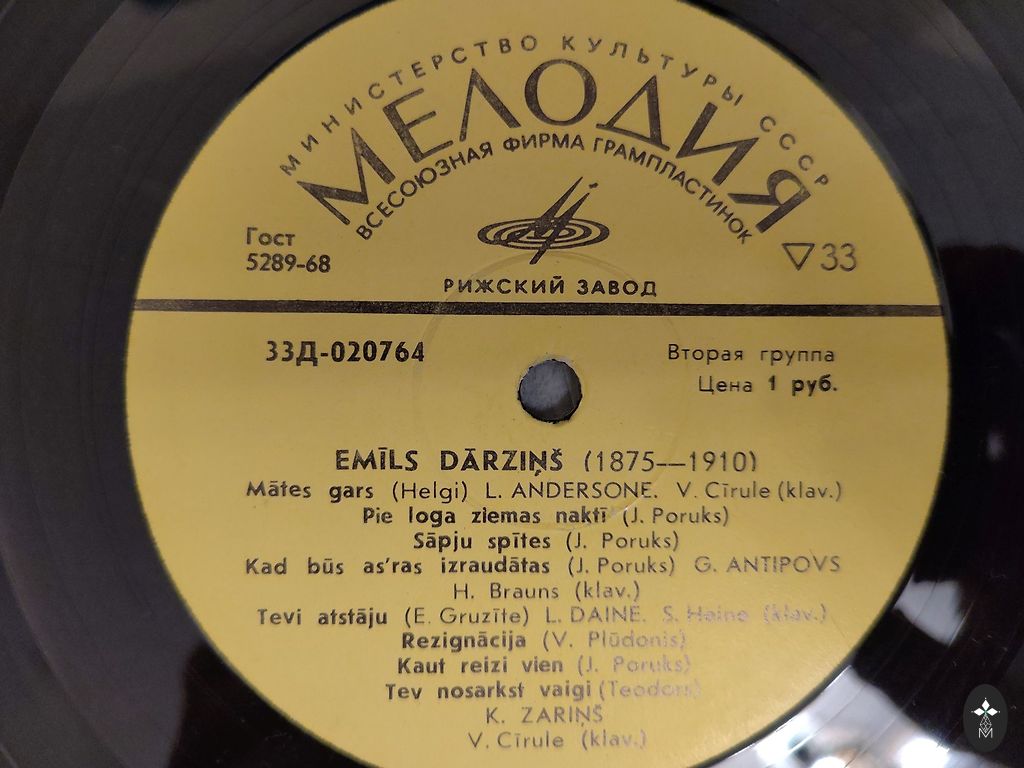 МИНИСТЕРСТВО КУЛЬТУРЫ СССР
МЕЛОДИЯ
ВСЕСОЮЗНАЯ ФИРМА ГРАМПЛАСТИНОК
Гост
5289-68
33
РИЖСКИЙ ЗАВОД
33Д-020764
Вторая группа
Цена 1 руб.
EMĪLS DĀRZIŅŠ (1875—1910)
Mātes gars (Helgi) L. ANDERSONE. V. Cīrule (klav.)
Pie loga ziemas naktī (J. Poruks)
Sāpju spītes (J. Poruks)
Kad būs as'ras izraudātas (J. Poruks) G. ANTIPOVS
H. Brauns (klav.)
Tevi atstāju (E. Gruzīte) L. DAINE. S. Heine (klav.)
Rezignācija (V. Plūdonis)
Kaut reizi vien (J. Poruks)
Tev nosarkst vaigi (Teodors)
K. ZARIŅŠ
V. Cīrule (klav.)
M